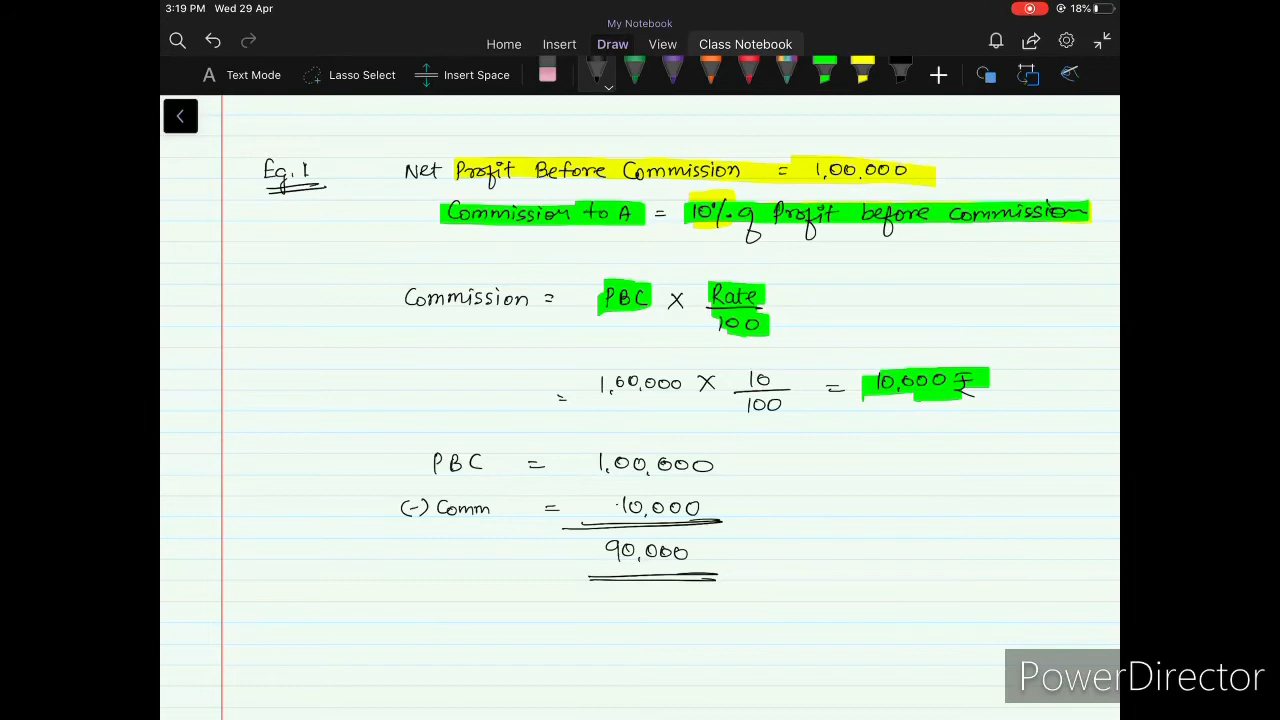 3:19 PM Wed 29 Apr
18%
My Notebook
Home Insert Draw View Class Notebook
A Text Mode Lasso Select Insert Space
Eg. 1 Net Profit Before Commission = 1,00,000
Commission to A = 10% of Profit before commission
Commission = PBC X Rate
100
= 1,00,000 X 10 = 10,000 ₹
100
PBC = 1,00,000
(-) Comm = 10,000
90,000
PowerDirector